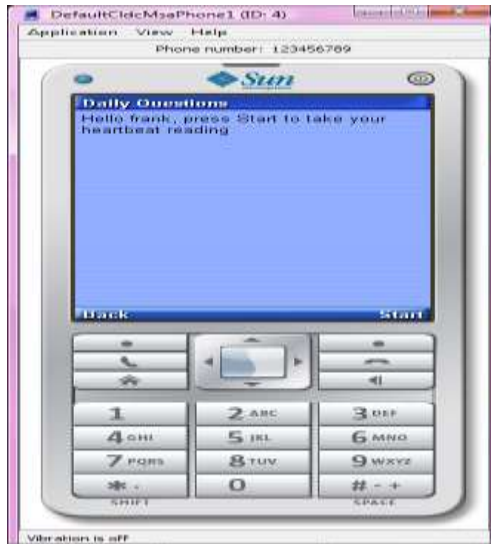 DefaultCldcMsaPhone1 (ID: 4)
Application View Help
Phone number: 123456789
Sun
Daily Questions
Hello frank, press Start to take your
heartbeat reading
Back Start
1 2 ABC 3 DEF
4 GHI 5 JKL 6 MNO
7 PQRS 8 TUV 9 WXYZ
* . 0 # - +
SHIFT SPACE
Vibration is off